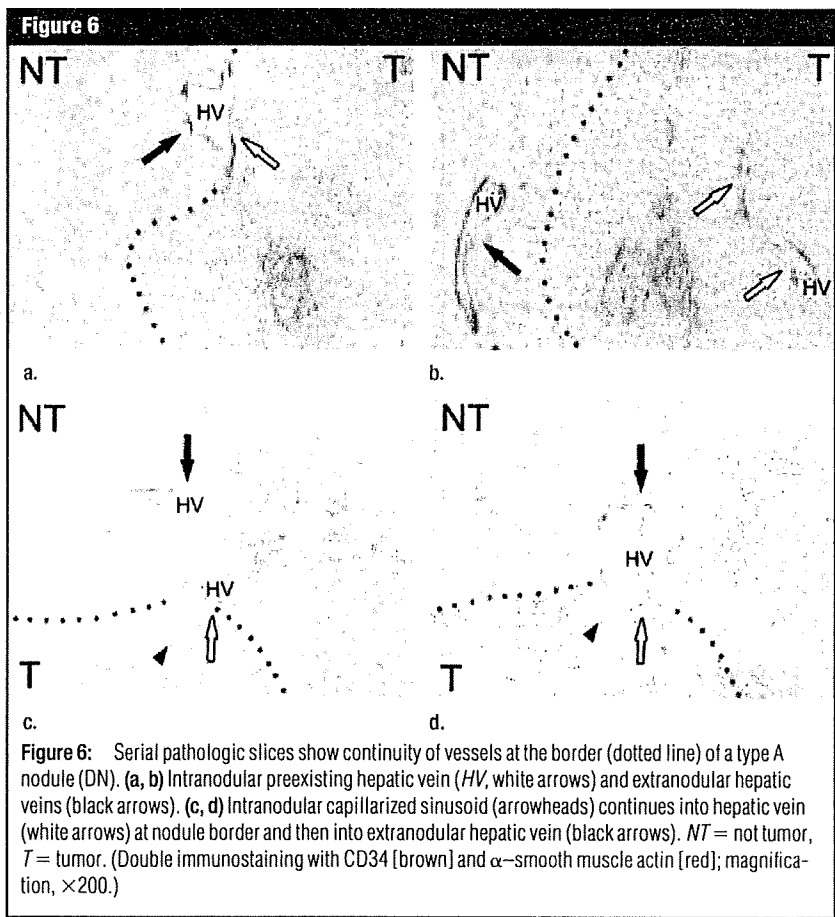 Figure 6
NT
T
HV
a.
NT
T
HV
HV
b.
NT
HV
HV
T
c.
NT
HV
T
d.
Figure 6: Serial pathologic slices show continuity of vessels at the border (dotted line) of a type A
nodule (DN). (a, b) Intranodular preexisting hepatic vein (HV, white arrows) and extranodular hepatic
veins (black arrows). (c, d) Intranodular capillarized sinusoid (arrowheads) continues into hepatic vein
(white arrows) at nodule border and then into extranodular hepatic vein (black arrows). NT = not tumor,
T = tumor. (Double immunostaining with CD34 [brown] and α–smooth muscle actin [red]; magnifica-
tion, ×200.)